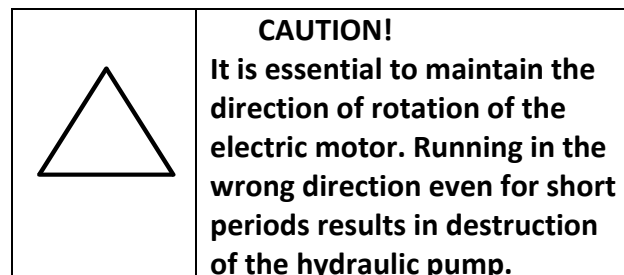 CAUTION!
It is essential to maintain the
direction of rotation of the
electric motor. Running in the
wrong direction even for short
periods results in destruction
of the hydraulic pump.